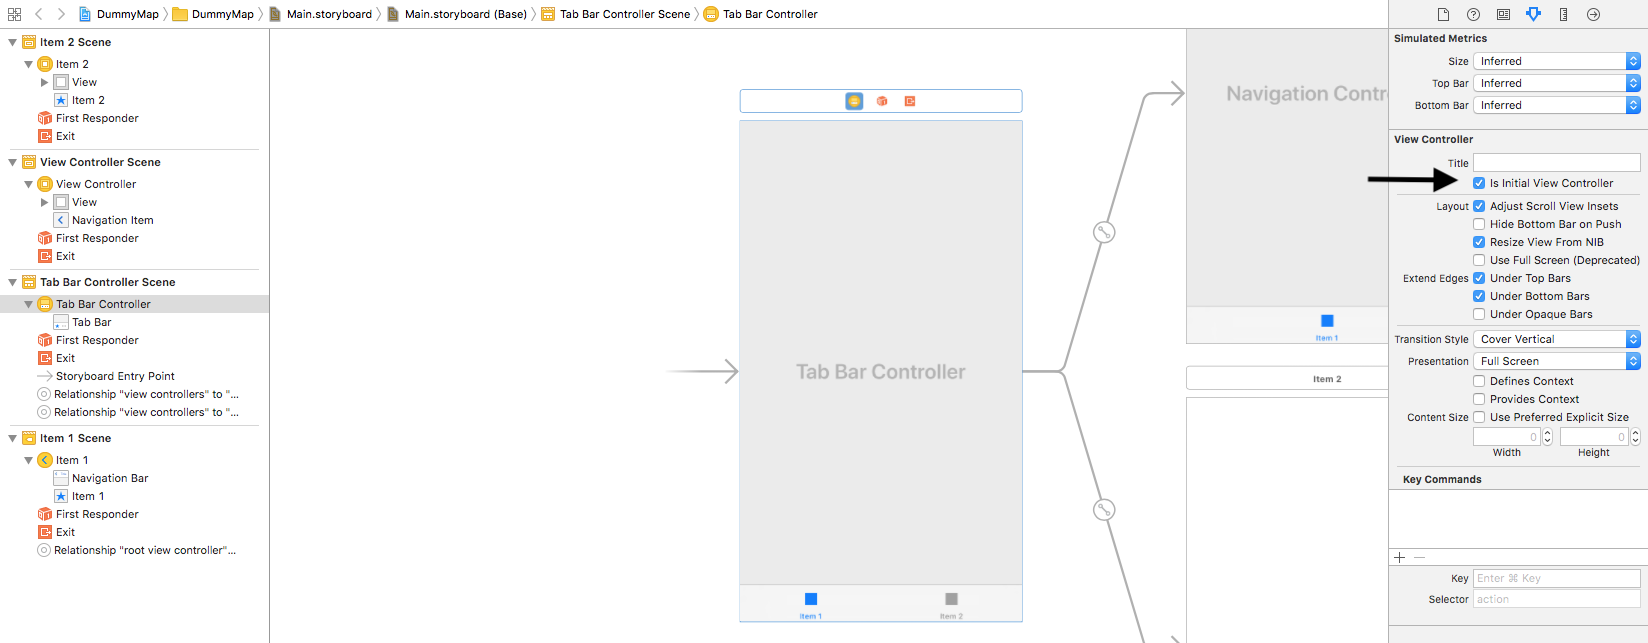 DummyMap DummyMap Main.storyboard Main.storyboard (Base) Tab Bar Controller Scene Tab Bar Controller
Item 2 Scene
Item 2
View
Item 2
First Responder
Exit
View Controller Scene
View Controller
View
Navigation Item
First Responder
Exit
Tab Bar Controller Scene
Tab Bar Controller
Tab Bar
First Responder
Exit
Storyboard Entry Point
Relationship "view controllers" to "...
Relationship "view controllers" to "...
Item 1 Scene
Item 1
Navigation Bar
Item 1
First Responder
Exit
Relationship "root view controller"...
Tab Bar Controller
Item 1
Item 2
Navigation Contr
Item 1
Item 2
Simulated Metrics
Size Inferred
Top Bar Inferred
Bottom Bar Inferred
View Controller
Title
Is Initial View Controller
Layout Adjust Scroll View Insets
Hide Bottom Bar on Push
Resize View From NIB
Use Full Screen (Deprecated)
Extend Edges Under Top Bars
Under Bottom Bars
Under Opaque Bars
Transition Style Cover Vertical
Presentation Full Screen
Defines Context
Provides Context
Content Size Use Preferred Explicit Size
0 0
Width Height
Key Commands
Key Enter ⌘ Key
Selector action